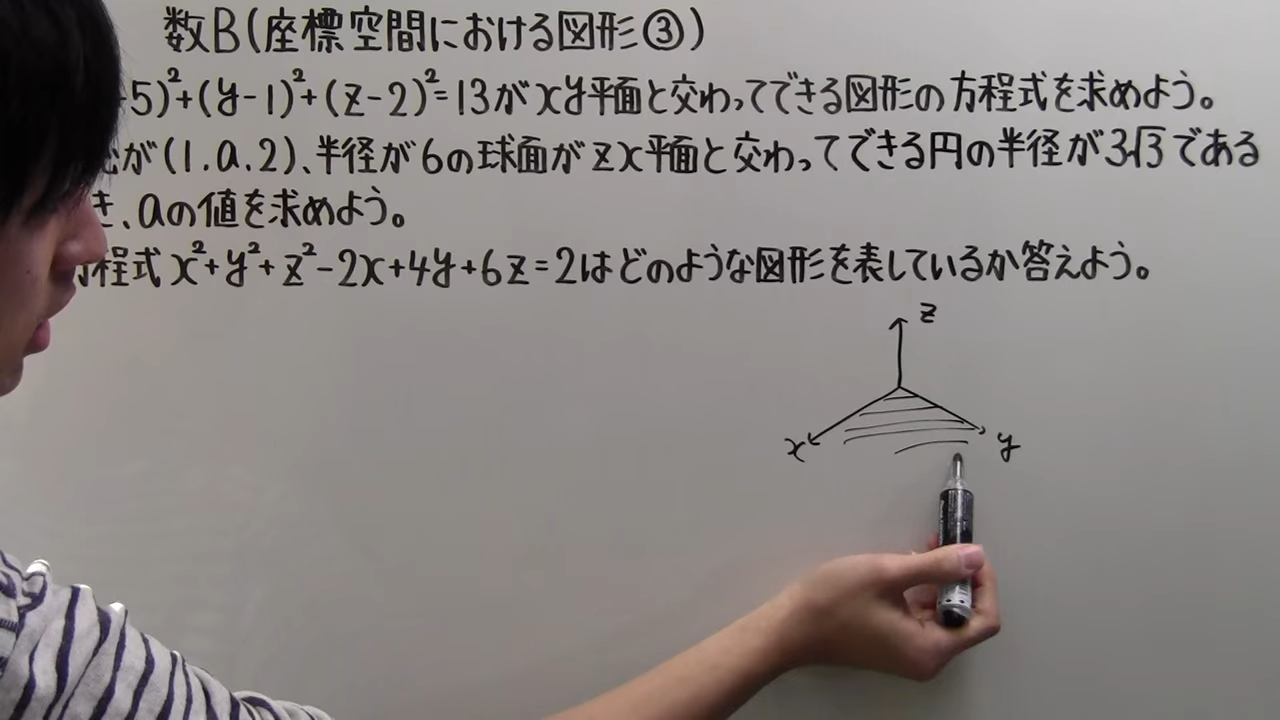 数B(座標空間における図形③)
-5)²+(y-1)²+(z-2)²=13がxy平面と交わってできる図形の方程式を求めよう。
が(1.a.2)、半径が6の球面がzx平面と交わってできる円の半径が3√3である
き、aの値を求めよう。
程式x²+y²+z²-2x+4y+6z=2はどのような図形を表しているか答えよう。
z
x
y